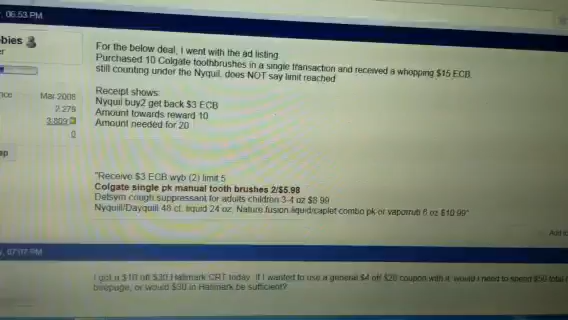 06:53 PM
bies
For the below deal, I went with the ad listing
Purchased 10 Colgate toothbrushes in a single transaction and received a whopping $15 ECB.
still counting under the Nyquil, does NOT say limit reached
Mar 2006
Receipt shows:
2,275
Nyquil buy2 get back $3 ECB
Amount towards reward 10
0
Amount needed for 20
"Receive $3 ECB wyb (2) limit 5
Colgate single pk manual tooth brushes 2/$5.98
Delsym cough suppressant for adults children 3-4 oz $8.99
Nyquil/Dayquil 48 ct. liquid 24 oz. Nature fusion liquid/caplet combo pk or vaporrub 6 oz $10.99"
07:07 PM
I got a $10 off $30 Hallmark CRT today. If I wanted to use a general $4 off $20 coupon with it, would I need to spend $50 total
or would $30 in Hallmark be sufficient?